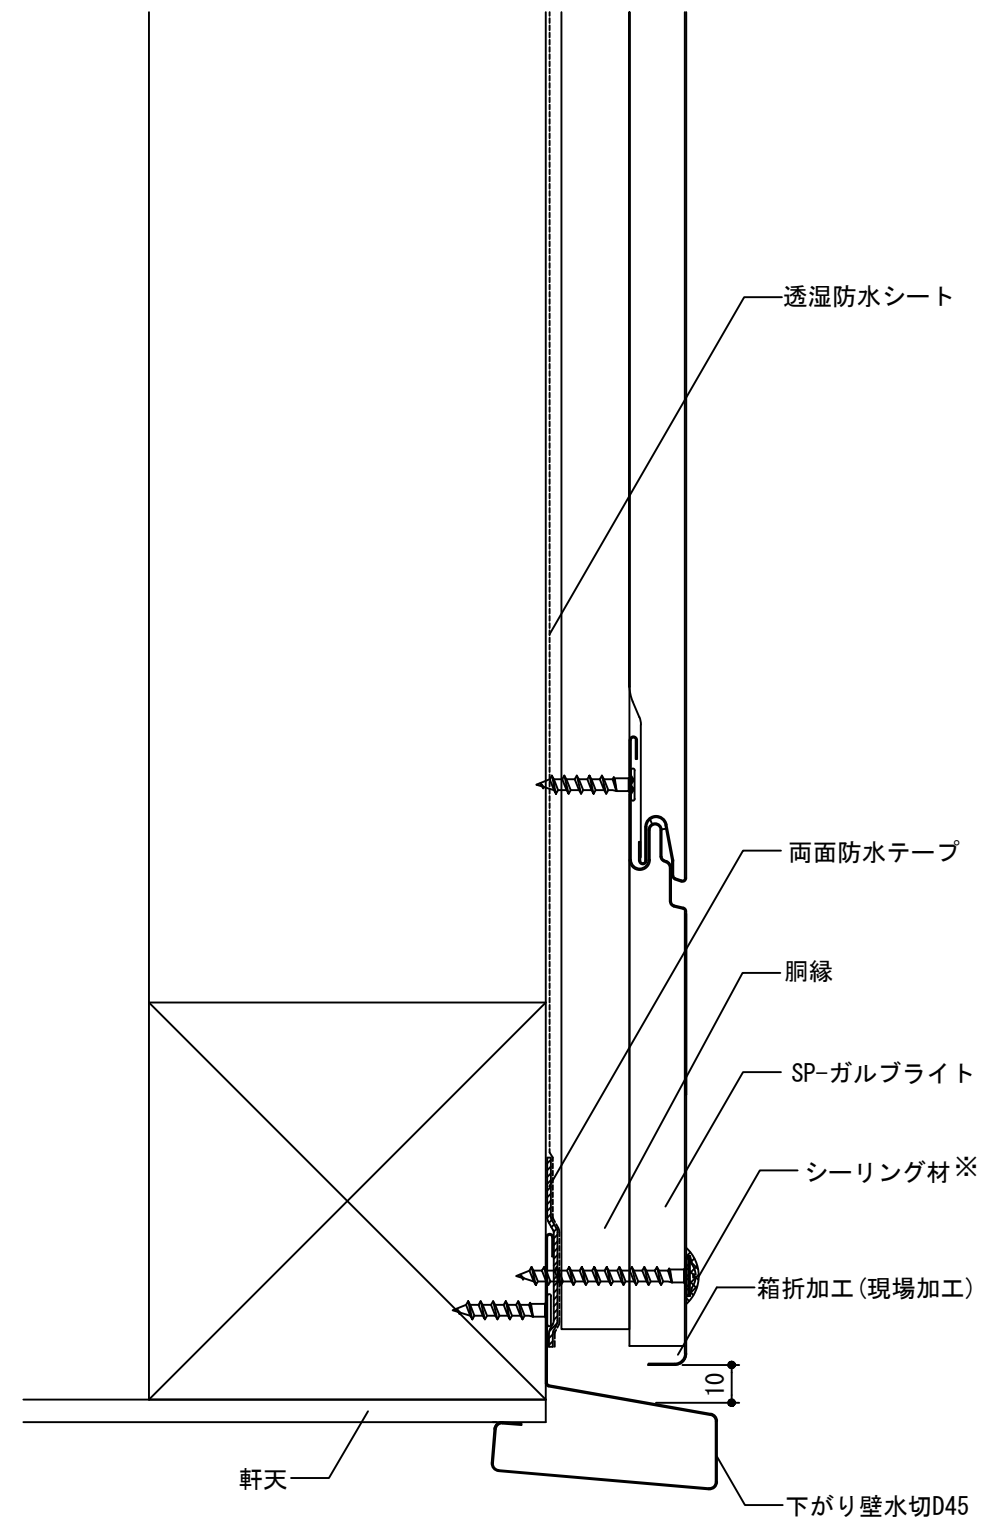 透湿防水シート
両面防水テープ
胴縁
SP-ガルブライト
シーリング材※
箱折加工(現場加工)
10
軒天
下がり壁水切D45